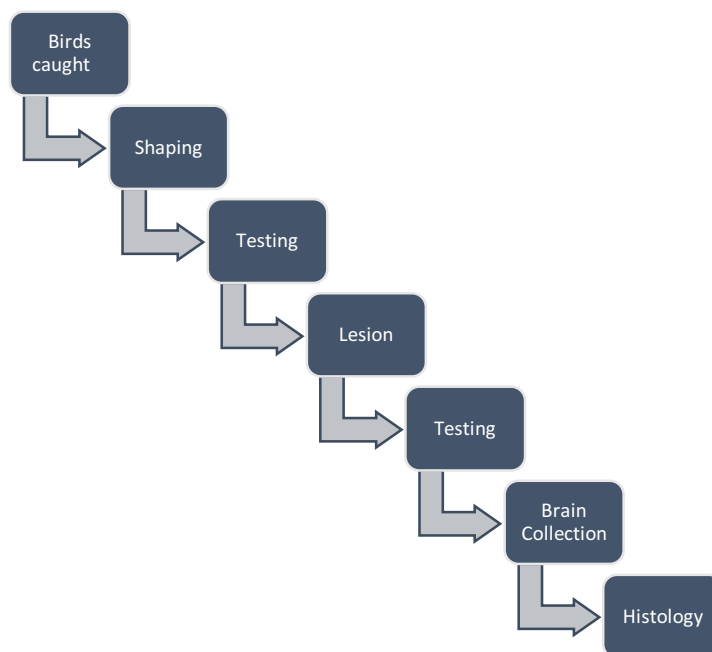 Birds
caught
Shaping
Testing
Lesion
Testing
Brain
Collection
Histology